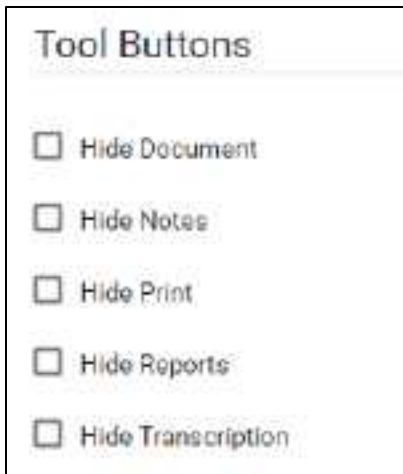 Tool Buttons
Hide Document
Hide Notes
Hide Print
Hide Reports
Hide Transcription